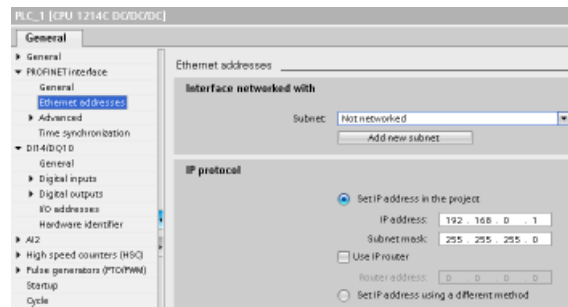 PLC_1 [CPU 1214C DC/DC/DC]
General
General
PROFINET interface
General
Ethernet addresses
Advanced
Time synchronization
DI14/DQ10
General
Digital inputs
Digital outputs
I/O addresses
Hardware identifier
AI2
High speed counters (HSC)
Pulse generators (PTO/PWM)
Startup
Cycle
Ethernet addresses
Interface networked with
Subnet: Not networked
Add new subnet
IP protocol
Set IP address in the project
IP address: 192 . 168 . 0 . 1
Subnet mask: 255 . 255 . 255 . 0
Use IP router
Router address: 0 . 0 . 0 . 0
Set IP address using a different method